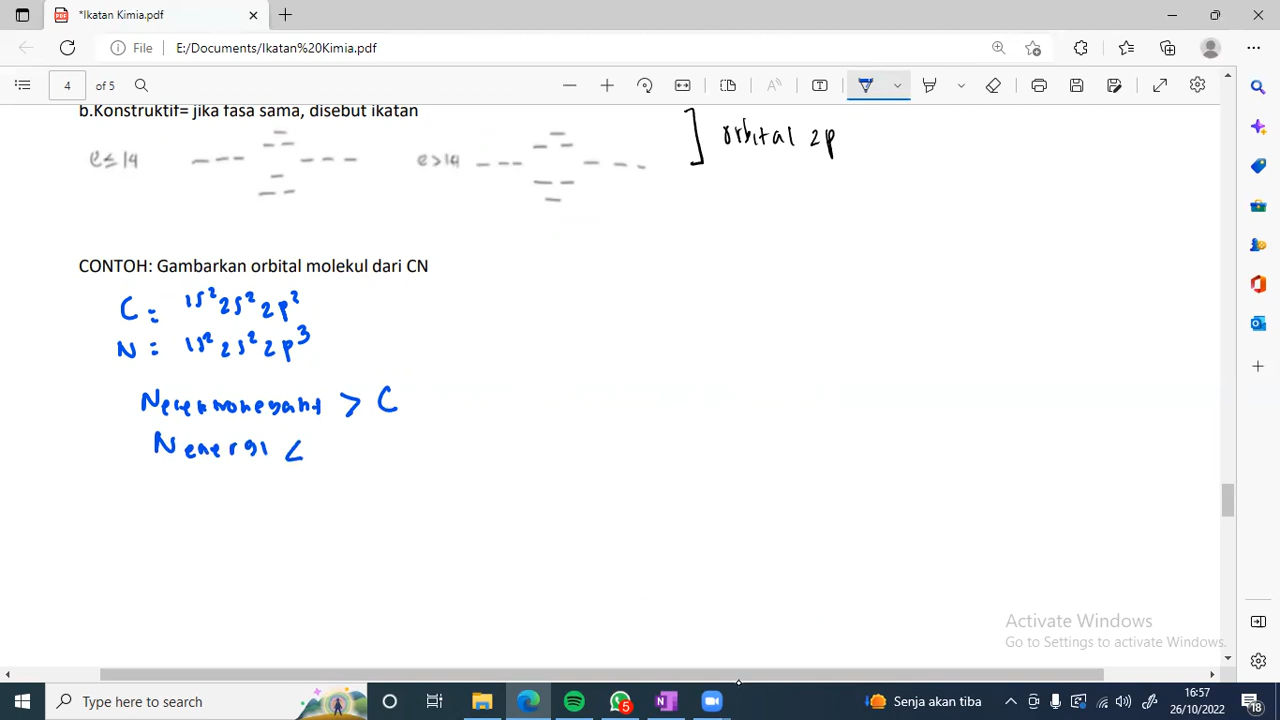 *Ikatan Kimia.pdf
File E:/Documents/Ikatan%20Kimia.pdf
4 of 5
b.Konstruktif= jika fasa sama, disebut ikatan
orbital 2p
e ≤ 14
e > 14
CONTOH: Gambarkan orbital molekul dari CN
C = 1s² 2s² 2p²
N = 1s² 2s² 2p³
N > C
N energi <
Activate Windows
Go to Settings to activate Windows.
Type here to search
5
Senja akan tiba
16:57
26/10/2022
18